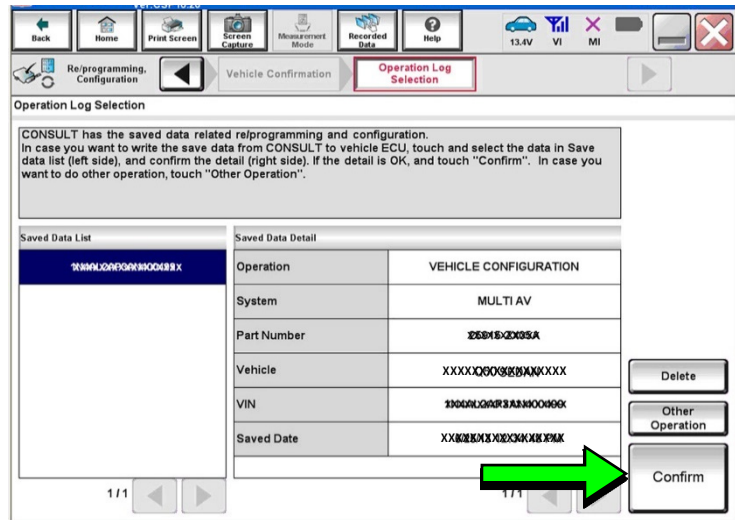 Back
Home
Print Screen
Screen Capture
Measurement Mode
Recorded Data
Help
13.4V
VI
MI
Re/programming, Configuration
Vehicle Confirmation
Operation Log Selection
Operation Log Selection
CONSULT has the saved data related re/programming and configuration.
In case you want to write the save data from CONSULT to vehicle ECU, touch and select the data in Save
data list (left side), and confirm the detail (right side). If the detail is OK, and touch "Confirm".  In case you
want to do other operation, touch "Other Operation".
Saved Data List
Saved Data Detail
Operation
VEHICLE CONFIGURATION
System
MULTI AV
Part Number
Vehicle
VIN
Saved Date
Delete
Other Operation
Confirm
1/1
1/1